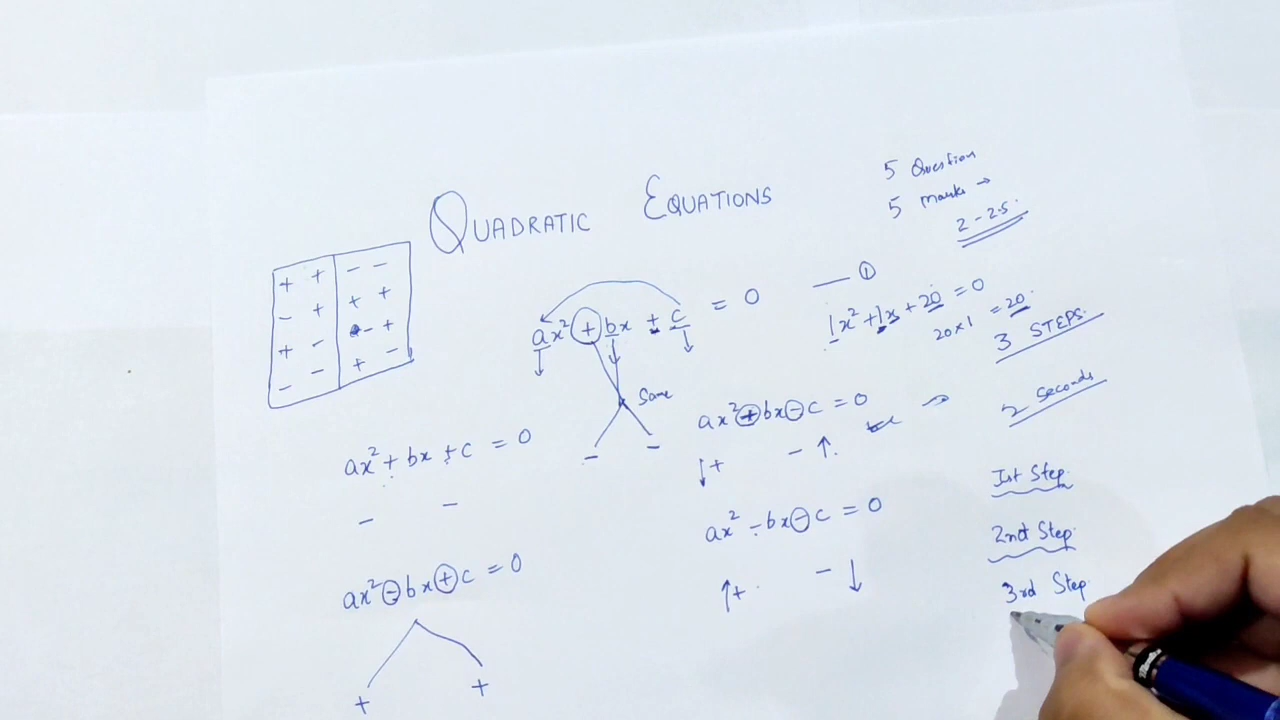 QUADRATIC EQUATIONS
5 Question
5 marks →
2 - 2.5.
+ + - -
- + + +
+ - - +
- - + -
ax² + bx + c = 0 — ①
Same
- -
1x² + 1x + 20 = 0
20x1 = 20.
3 STEPS.
2 Seconds
ax² + bx + c = 0
- -
ax² + bx - c = 0
↓+ - ↑.
ax² - bx + c = 0
+ +
ax² - bx - c = 0
↑+ - ↓
Ist Step.
2nd Step.
3rd Step.